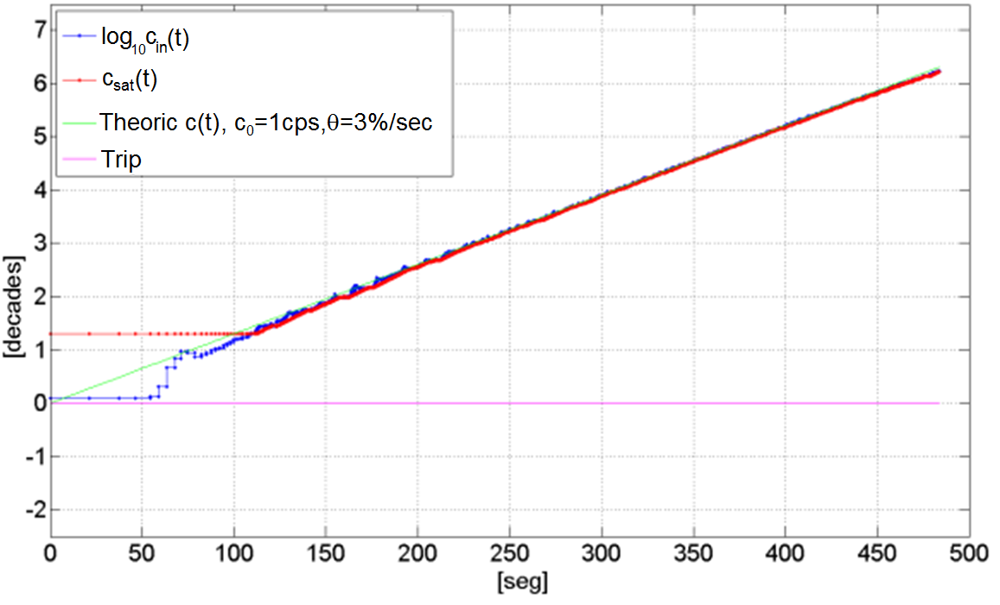 log₁₀cᵢₙ(t)
c_sat(t)
Theoric c(t), c₀=1cps,θ=3%/sec
Trip
7
6
5
4
3
2
1
0
-1
-2
[decades]
0 50 100 150 200 250 300 350 400 450 500
[seg]